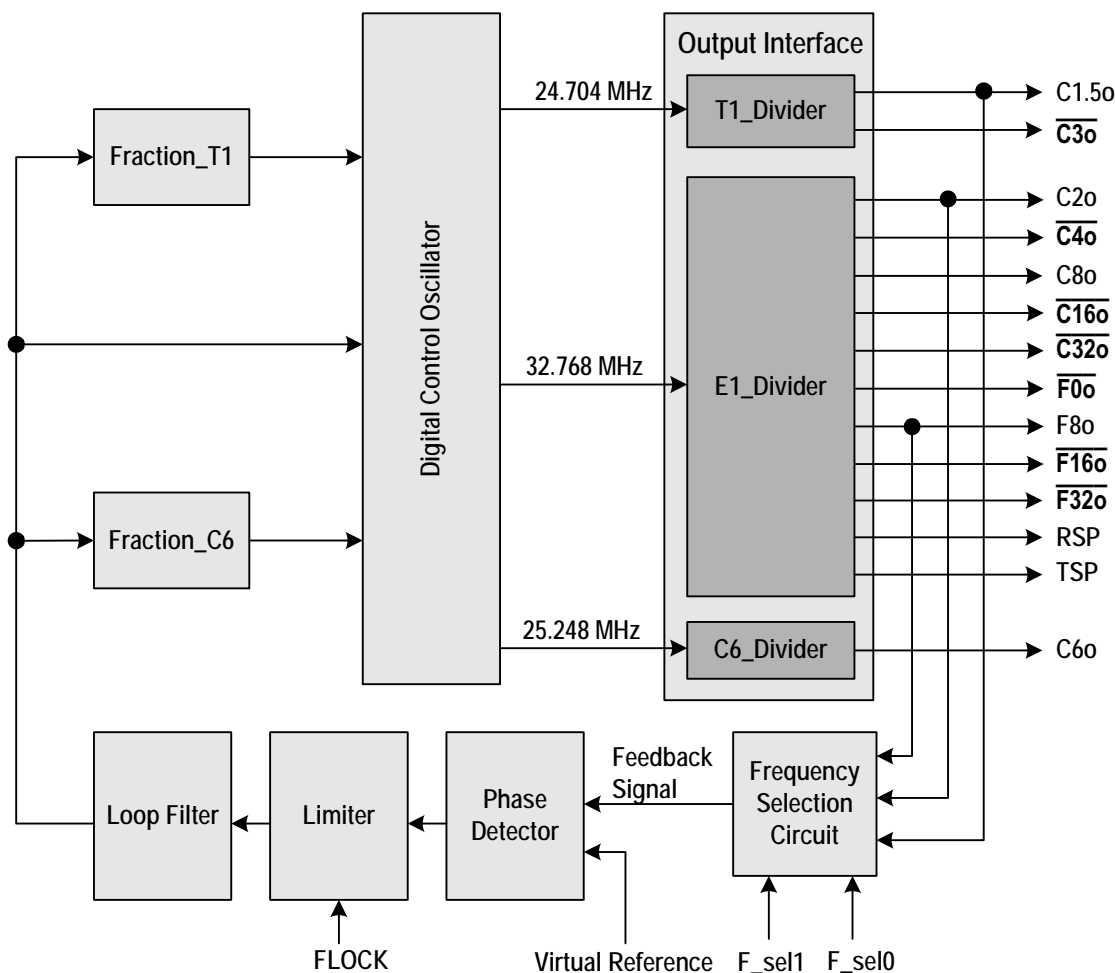 Output Interface
24.704 MHz
T1_Divider
C1.5o
C3o
Fraction_T1
C2o
C4o
C8o
C16o
C32o
Digital Control Oscillator
32.768 MHz
E1_Divider
F0o
F8o
F16o
F32o
Fraction_C6
RSP
TSP
25.248 MHz
C6_Divider
C6o
Loop Filter
Limiter
Phase
Detector
Feedback
Signal
Frequency
Selection
Circuit
FLOCK
Virtual Reference
F_sel1
F_sel0